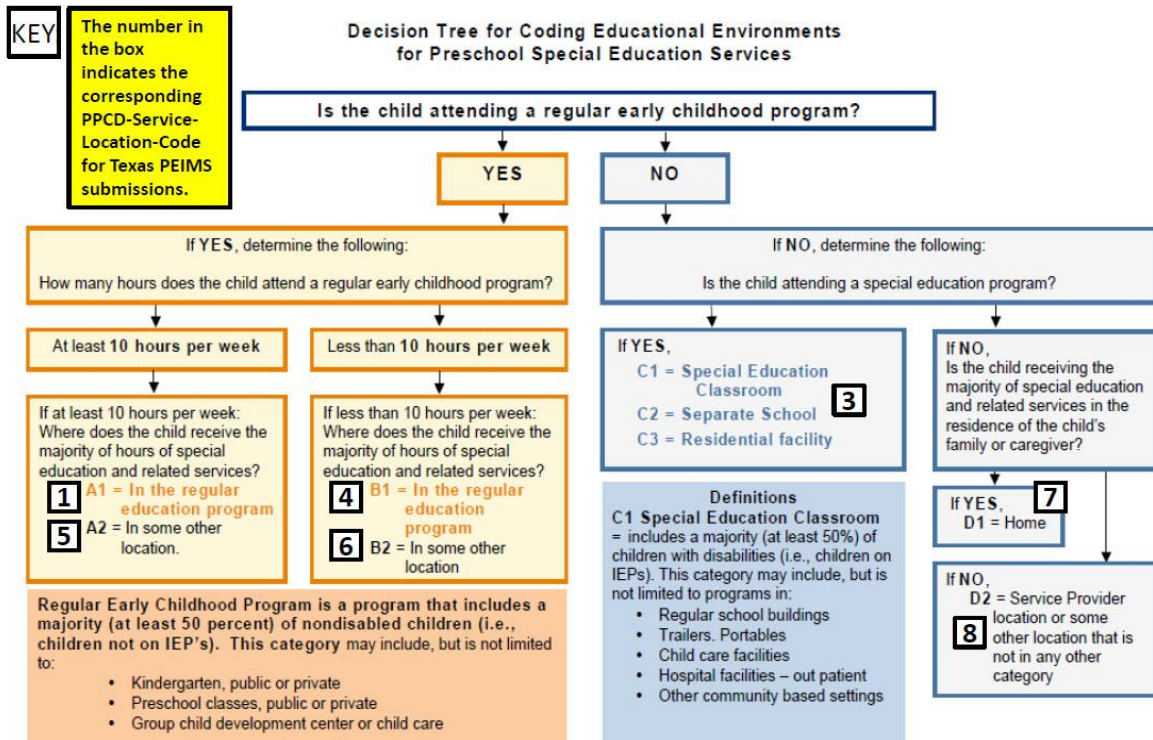 KEY
The number in
the box
indicates the
corresponding
PPCD-Service-
Location-Code
for Texas PEIMS
submissions.
Decision Tree for Coding Educational Environments
for Preschool Special Education Services
Is the child attending a regular early childhood program?
YES
NO
If YES, determine the following:
How many hours does the child attend a regular early childhood program?
At least 10 hours per week
Less than 10 hours per week
If at least 10 hours per week:
Where does the child receive the
majority of hours of special
education and related services?
1 A1 = In the regular
education program
5 A2 = In some other
location.
If less than 10 hours per week:
Where does the child receive the
majority of hours of special
education and related services?
4 B1 = In the regular
education
program
6 B2 = In some other
location
Regular Early Childhood Program is a program that includes a
majority (at least 50 percent) of nondisabled children (i.e.,
children not on IEP's). This category may include, but is not limited
to:
• Kindergarten, public or private
• Preschool classes, public or private
• Group child development center or child care
If NO, determine the following:
Is the child attending a special education program?
If YES,
C1 = Special Education
Classroom
C2 = Separate School
C3 = Residential facility
3
Definitions
C1 Special Education Classroom
= includes a majority (at least 50%)
of children with disabilities (i.e., children on
IEPs). This category may include, but is
not limited to programs in:
• Regular school buildings
• Trailers. Portables
• Child care facilities
• Hospital facilities – out patient
• Other community based settings
If NO,
Is the child receiving the
majority of special education
and related services in the
residence of the child's
family or caregiver?
If YES, 7
D1 = Home
If NO,
D2 = Service Provider
location or some
8 other location that is
not in any other
category